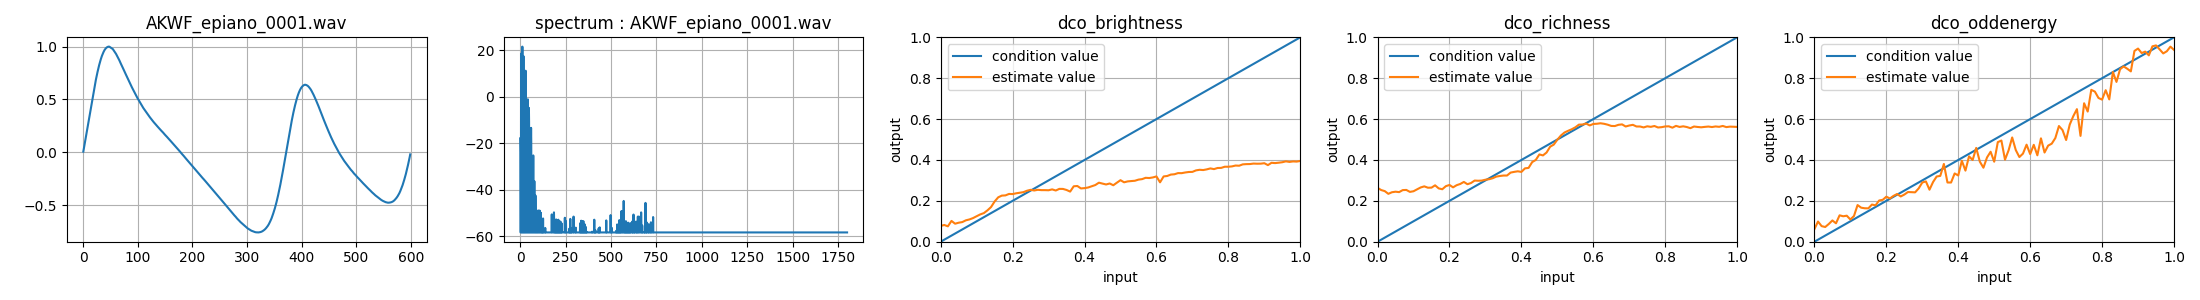 AKWF_epiano_0001.wav
1.0
0.5
0.0
−0.5
0 100 200 300 400 500 600
spectrum : AKWF_epiano_0001.wav
20
0
−20
−40
−60
0 250 500 750 1000 1250 1500 1750
dco_brightness
condition value
estimate value
output
1.0
0.8
0.6
0.4
0.2
0.0
0.0 0.2 0.4 0.6 0.8 1.0
input
dco_richness
condition value
estimate value
output
1.0
0.8
0.6
0.4
0.2
0.0
0.0 0.2 0.4 0.6 0.8 1.0
input
dco_oddenergy
condition value
estimate value
output
1.0
0.8
0.6
0.4
0.2
0.0
0.0 0.2 0.4 0.6 0.8 1.0
input